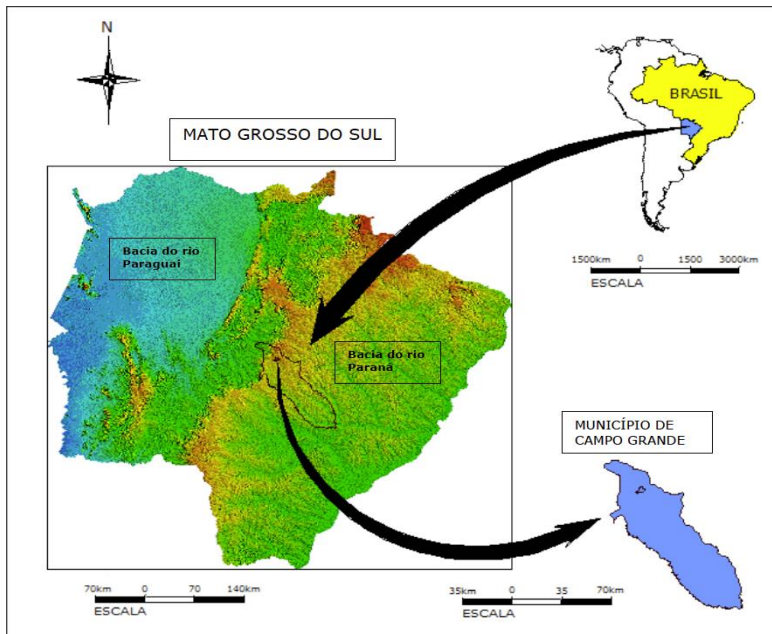 N
MATO GROSSO DO SUL
BRASIL
1500km 0 1500 3000km
ESCALA
Bacia do rio
Paraguai
Bacia do rio
Paraná
MUNICÍPIO DE
CAMPO GRANDE
70km 0 70 140km
ESCALA
35km 0 35 70km
ESCALA